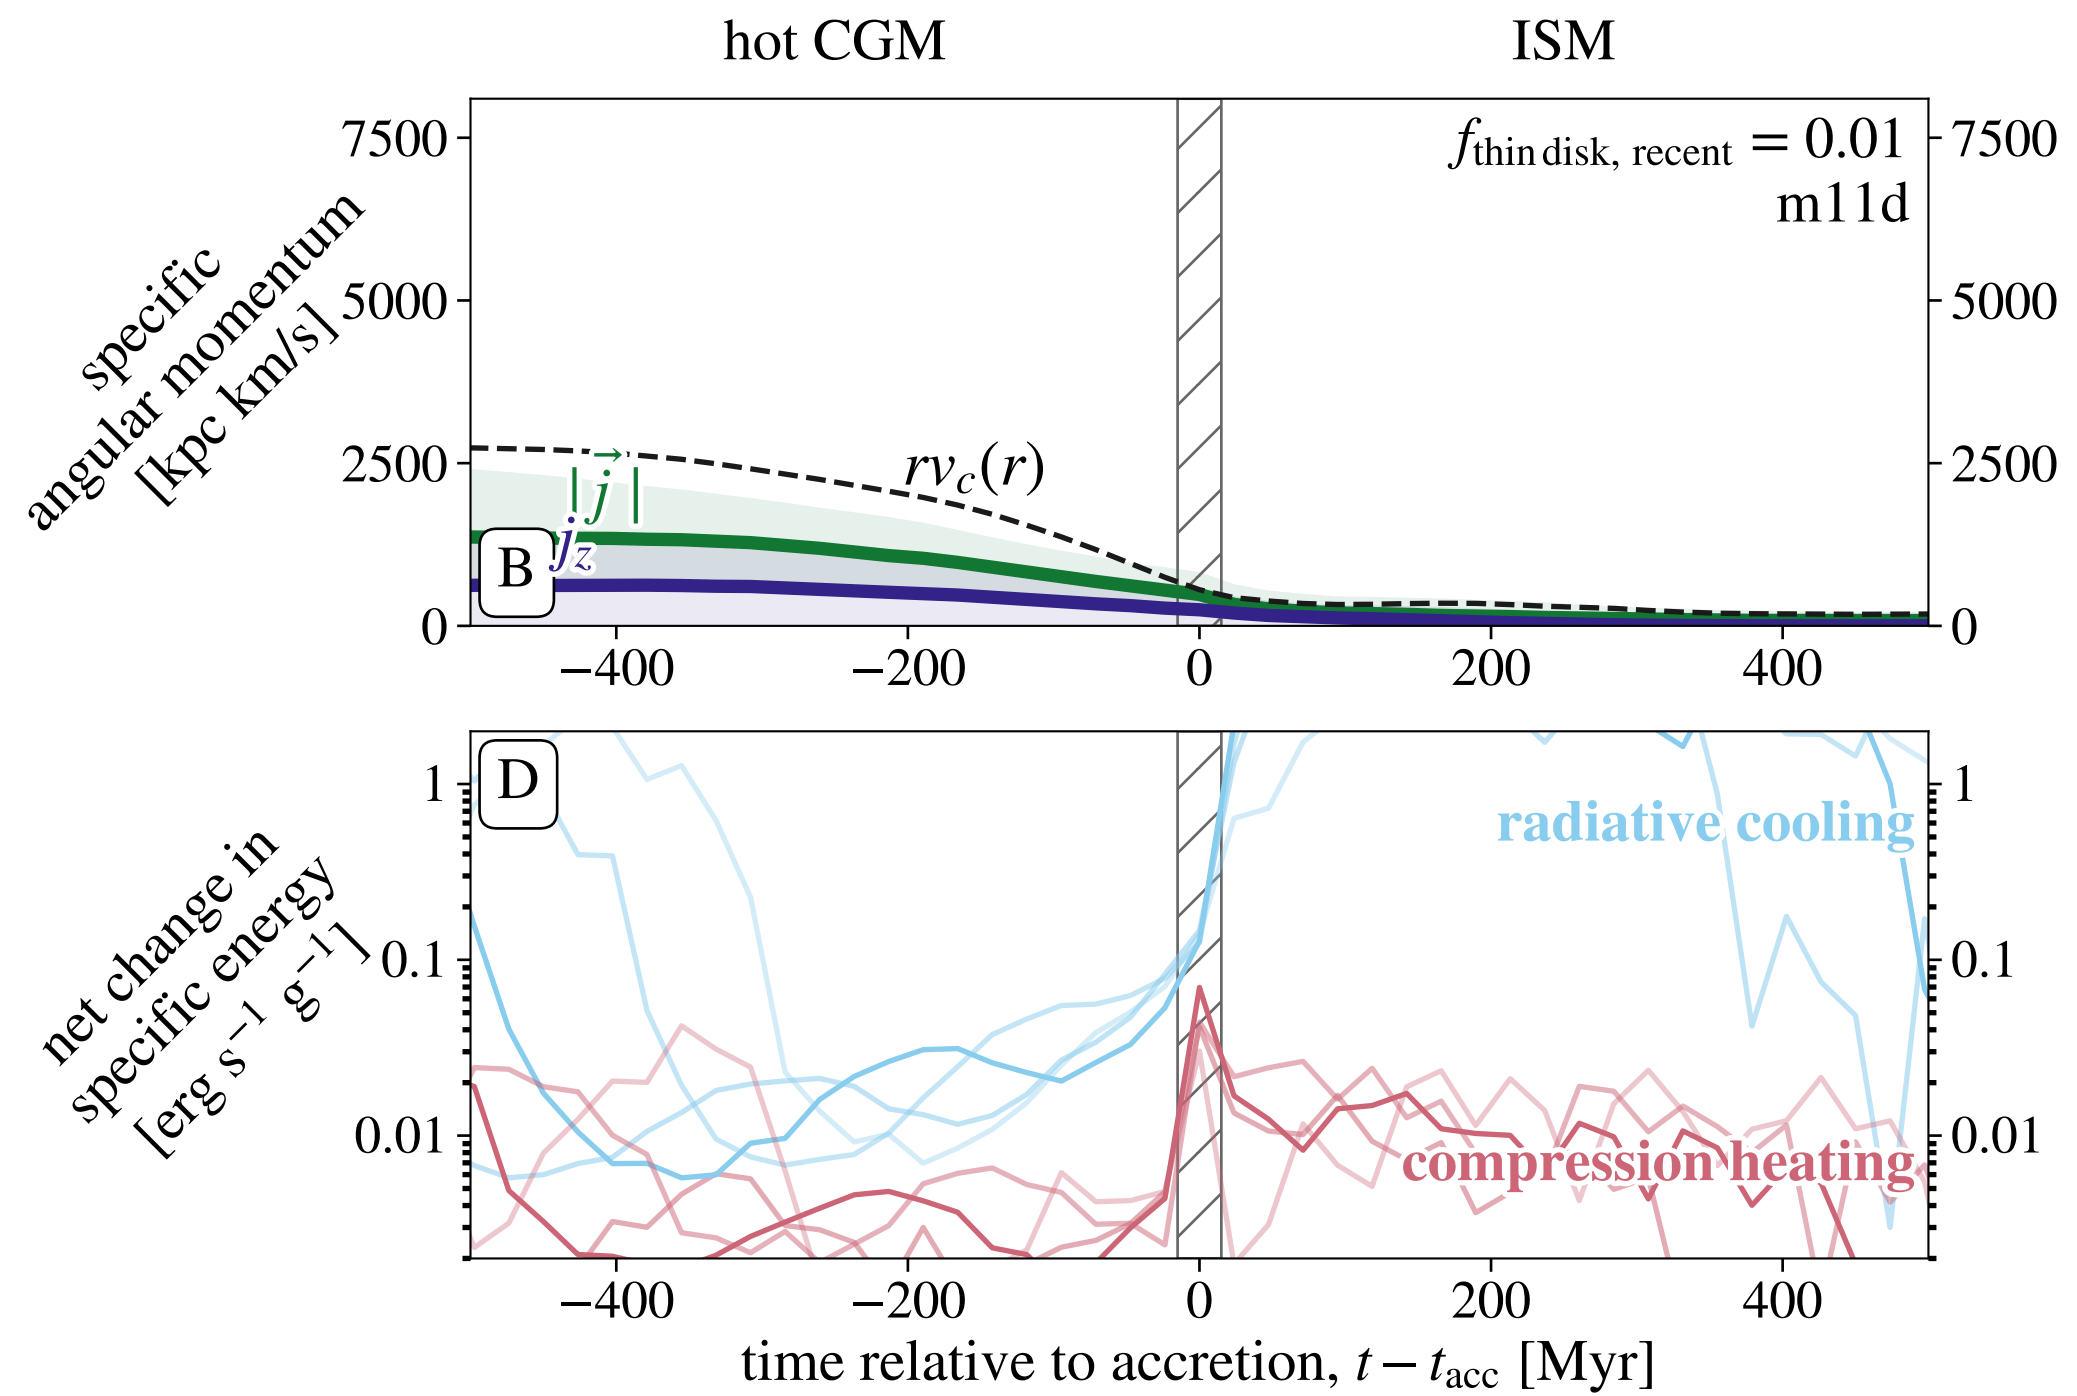 hot CGM
ISM
specific
angular momentum
[kpc km/s]
7500
5000
2500
0
f_thin disk, recent = 0.01
m11d
7500
5000
2500
0
rv_c(r)
|j⃗|
j_z
B
−400 −200 0 200 400
net change in
specific energy
[erg s⁻¹ g⁻¹]
D
1
0.1
0.01
1
0.1
0.01
radiative cooling
compression heating
−400 −200 0 200 400
time relative to accretion, t − t_acc [Myr]